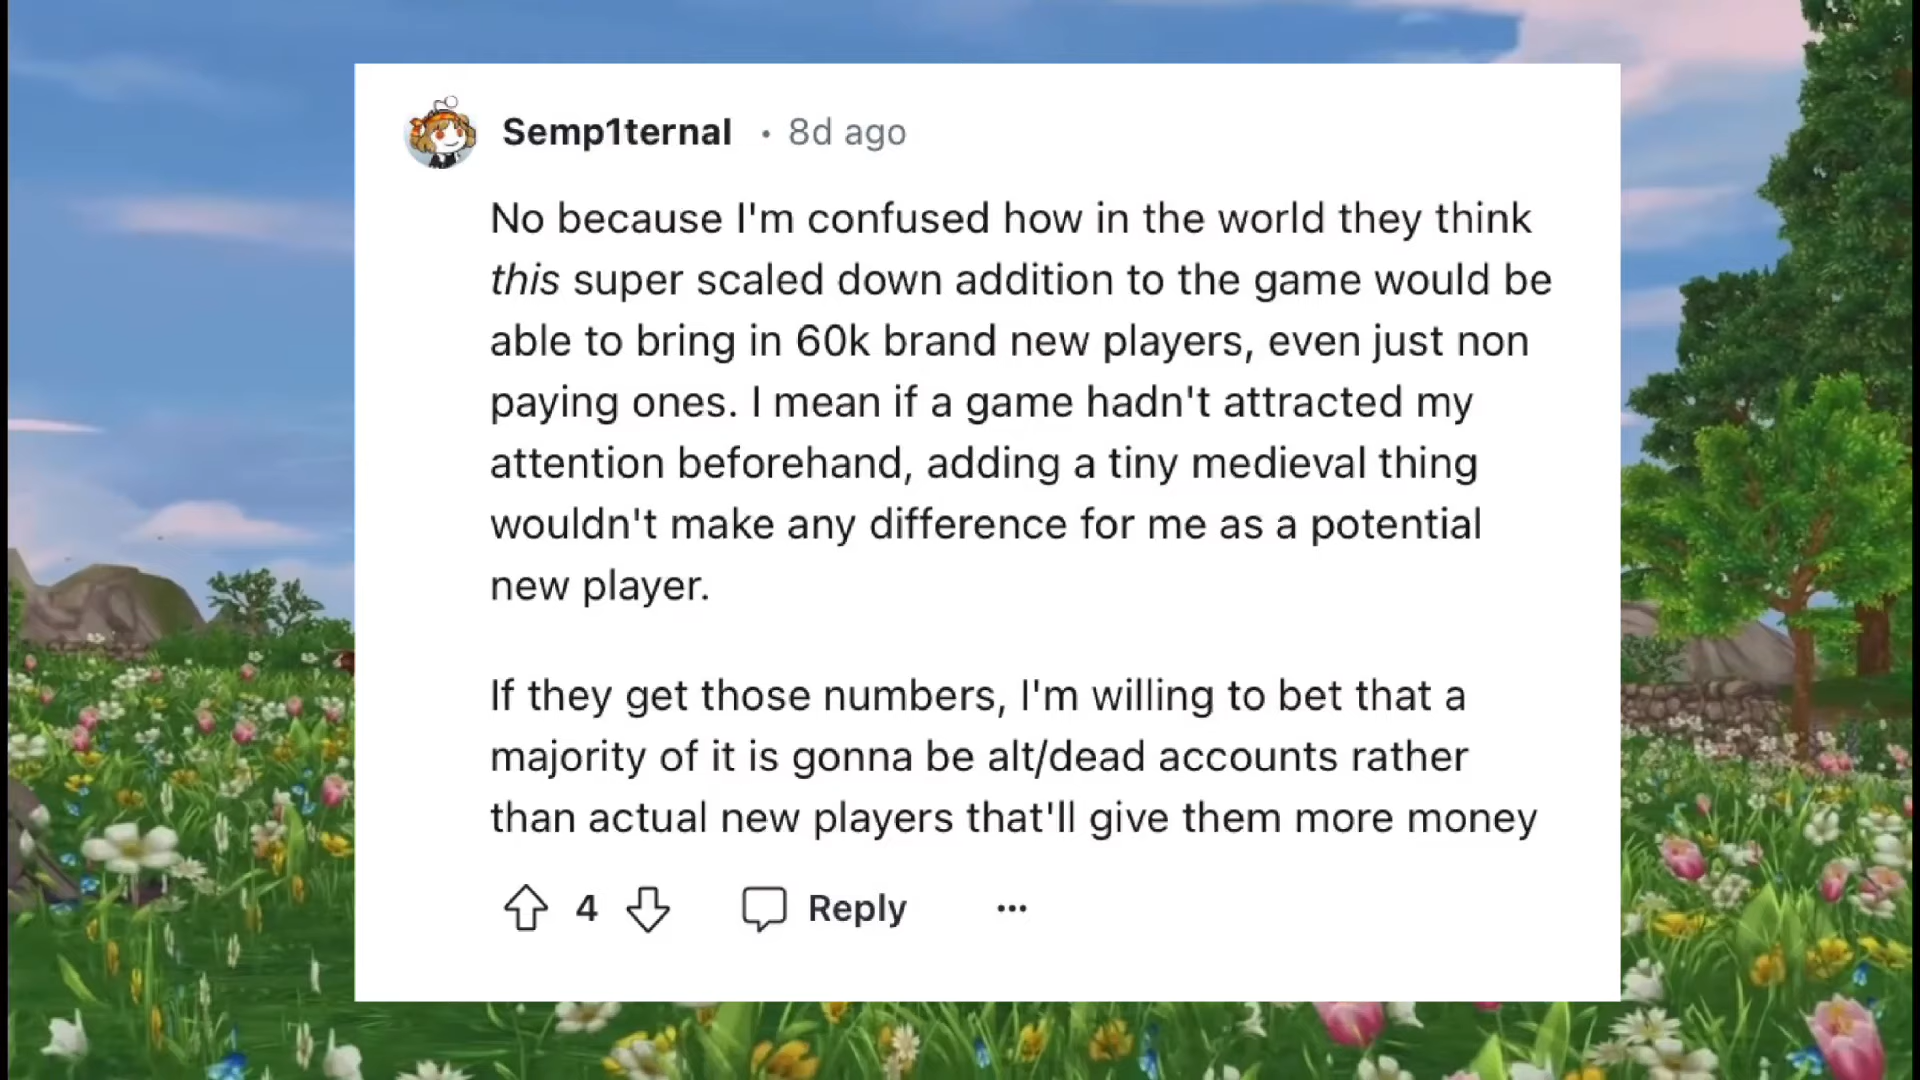 Semp1ternal • 8d ago
No because I'm confused how in the world they think
this super scaled down addition to the game would be
able to bring in 60k brand new players, even just non
paying ones. I mean if a game hadn't attracted my
attention beforehand, adding a tiny medieval thing
wouldn't make any difference for me as a potential
new player.
If they get those numbers, I'm willing to bet that a
majority of it is gonna be alt/dead accounts rather
than actual new players that'll give them more money
4 Reply ...